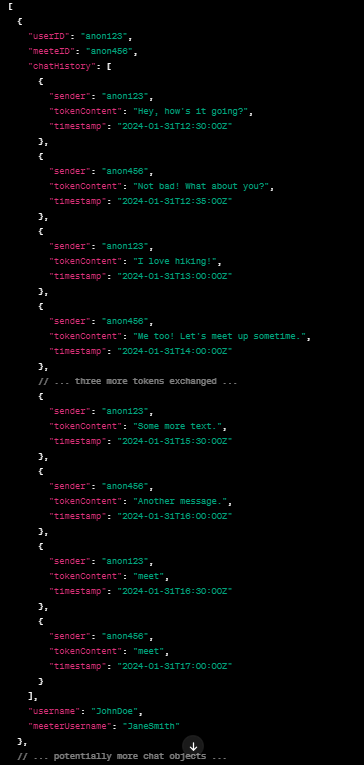 [
{
"userID": "anon123",
"meeteID": "anon456",
"chatHistory": [
{
"sender": "anon123",
"tokenContent": "Hey, how's it going?",
"timestamp": "2024-01-31T12:30:00Z"
},
{
"sender": "anon456",
"tokenContent": "Not bad! What about you?",
"timestamp": "2024-01-31T12:35:00Z"
},
{
"sender": "anon123",
"tokenContent": "I love hiking!",
"timestamp": "2024-01-31T13:00:00Z"
},
{
"sender": "anon456",
"tokenContent": "Me too! Let's meet up sometime.",
"timestamp": "2024-01-31T14:00:00Z"
},
// ... three more tokens exchanged ...
{
"sender": "anon123",
"tokenContent": "Some more text.",
"timestamp": "2024-01-31T15:30:00Z"
},
{
"sender": "anon456",
"tokenContent": "Another message.",
"timestamp": "2024-01-31T16:00:00Z"
},
{
"sender": "anon123",
"tokenContent": "meet",
"timestamp": "2024-01-31T16:30:00Z"
},
{
"sender": "anon456",
"tokenContent": "meet",
"timestamp": "2024-01-31T17:00:00Z"
}
],
"username": "JohnDoe",
"meeterUsername": "JaneSmith"
},
// ... potentially more chat objects ...